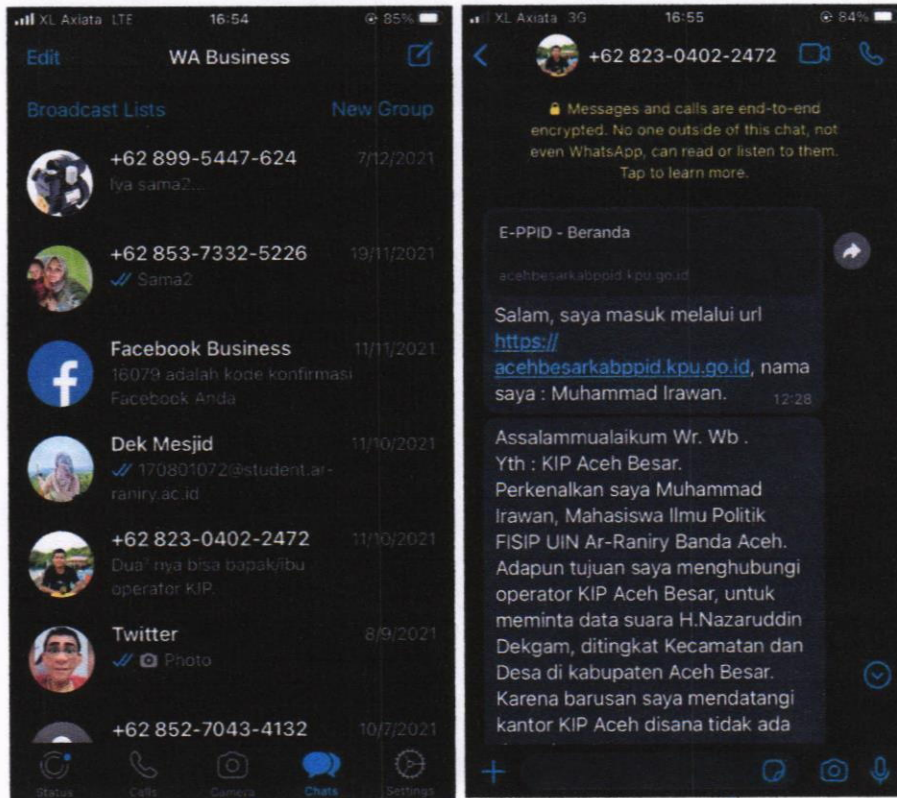 XL Axiata LTE 16:54 85%
Edit WA Business
Broadcast Lists New Group
+62 899-5447-624 7/12/2021
Iya sama2...
+62 853-7332-5226 19/11/2021
Sama2
Facebook Business 11/11/2021
16079 adalah kode konfirmasi
Facebook Anda
Dek Mesjid 11/10/2021
170801072@student.ar-
raniry.ac.id
+62 823-0402-2472 11/10/2021
Dua² nya bisa bapak/ibu
operator KIP.
Twitter 8/9/2021
Photo
+62 852-7043-4132 10/7/2021
Status Calls Camera Chats Settings
XL Axiata 3G 16:55 84%
+62 823-0402-2472
Messages and calls are end-to-end
encrypted. No one outside of this chat, not
even WhatsApp, can read or listen to them.
Tap to learn more.
E-PPID - Beranda
acehbesarkabppid.kpu.go.id
Salam, saya masuk melalui url
https://
acehbesarkabppid.kpu.go.id, nama
saya : Muhammad Irawan. 12:28
Assalammualaikum Wr. Wb .
Yth : KIP Aceh Besar.
Perkenalkan saya Muhammad
Irawan, Mahasiswa Ilmu Politik
FISIP UIN Ar-Raniry Banda Aceh.
Adapun tujuan saya menghubungi
operator KIP Aceh Besar, untuk
meminta data suara H.Nazaruddin
Dekgam, ditingkat Kecamatan dan
Desa di kabupaten Aceh Besar.
Karena barusan saya mendatangi
kantor KIP Aceh disana tidak ada